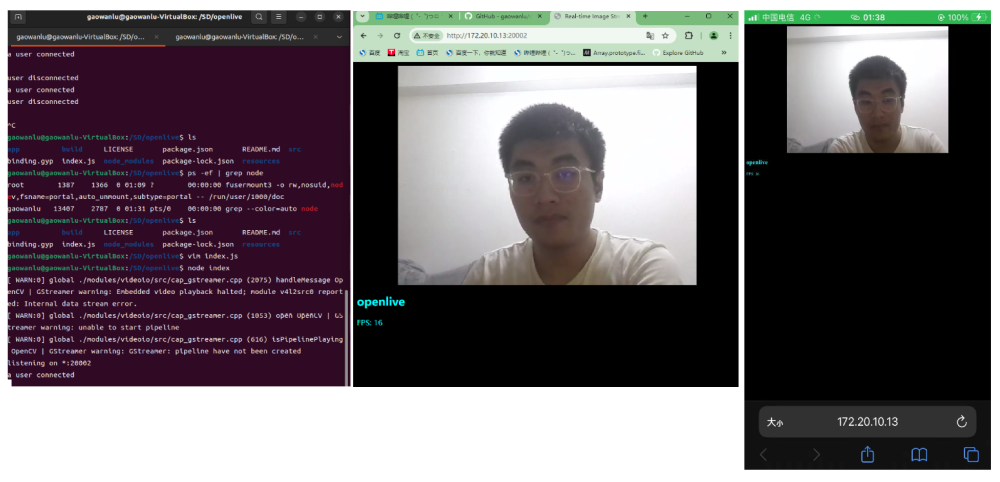 gaowanlu@gaowanlu-VirtualBox: /SD/openlive
gaowanlu@gaowanlu-VirtualBox: /SD/o...
gaowanlu@gaowanlu-VirtualBox: /SD/o...
a user connected
user disconnected
a user connected
user disconnected
^C
gaowanlu@gaowanlu-VirtualBox:/SD/openlive$ ls
app build LICENSE package.json README.md src
binding.gyp index.js node_modules package-lock.json resources
gaowanlu@gaowanlu-VirtualBox:/SD/openlive$ ps -ef | grep node
root 1387 1366 0 01:09 ? 00:00:00 fusermount3 -o rw,nosuid,nod
ev,fsname=portal,auto_unmount,subtype=portal -- /run/user/1000/doc
gaowanlu 13407 2787 0 01:31 pts/0 00:00:00 grep --color=auto node
gaowanlu@gaowanlu-VirtualBox:/SD/openlive$ ls
app build LICENSE package.json README.md src
binding.gyp index.js node_modules package-lock.json resources
gaowanlu@gaowanlu-VirtualBox:/SD/openlive$ vim index.js
gaowanlu@gaowanlu-VirtualBox:/SD/openlive$ node index
[ WARN:0] global ./modules/videoio/src/cap_gstreamer.cpp (2075) handleMessage Op
enCV | GStreamer warning: Embedded video playback halted; module v4l2src0 report
ed: Internal data stream error.
[ WARN:0] global ./modules/videoio/src/cap_gstreamer.cpp (1053) open OpenCV | GS
treamer warning: unable to start pipeline
[ WARN:0] global ./modules/videoio/src/cap_gstreamer.cpp (616) isPipelinePlaying
OpenCV | GStreamer warning: GStreamer: pipeline have not been created
listening on *:20002
a user connected
GitHub - gaowanlu/
Real-time Image Stre
不安全 http://172.20.10.13:20002
百度 淘宝 首页 百度一下，你就知道 Array.prototype.fi... Explore GitHub
openlive
FPS: 16
中国电信 4G 01:38 100%
openlive
大小 172.20.10.13